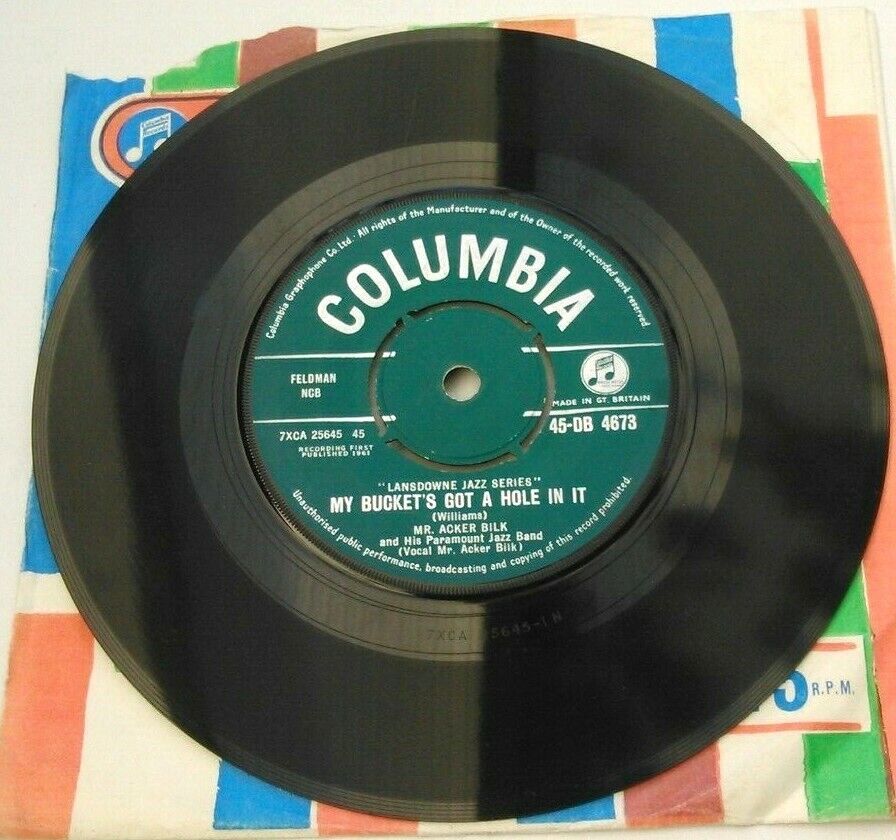 Columbia Graphophone Co. Ltd. All rights of the Manufacturer and of the Owner of the recorded work reserved.
COLUMBIA
FELDMAN
NCB
MADE IN GT. BRITAIN
7XCA 25645 45
45-DB 4673
RECORDING FIRST
PUBLISHED 1961
"LANSDOWNE JAZZ SERIES"
MY BUCKET'S GOT A HOLE IN IT
(Williams)
MR. ACKER BILK
and His Paramount Jazz Band
(Vocal Mr. Acker Bilk)
Unauthorised public performance, broadcasting and copying of this record prohibited.
7XCA 25645-1N
R.P.M.